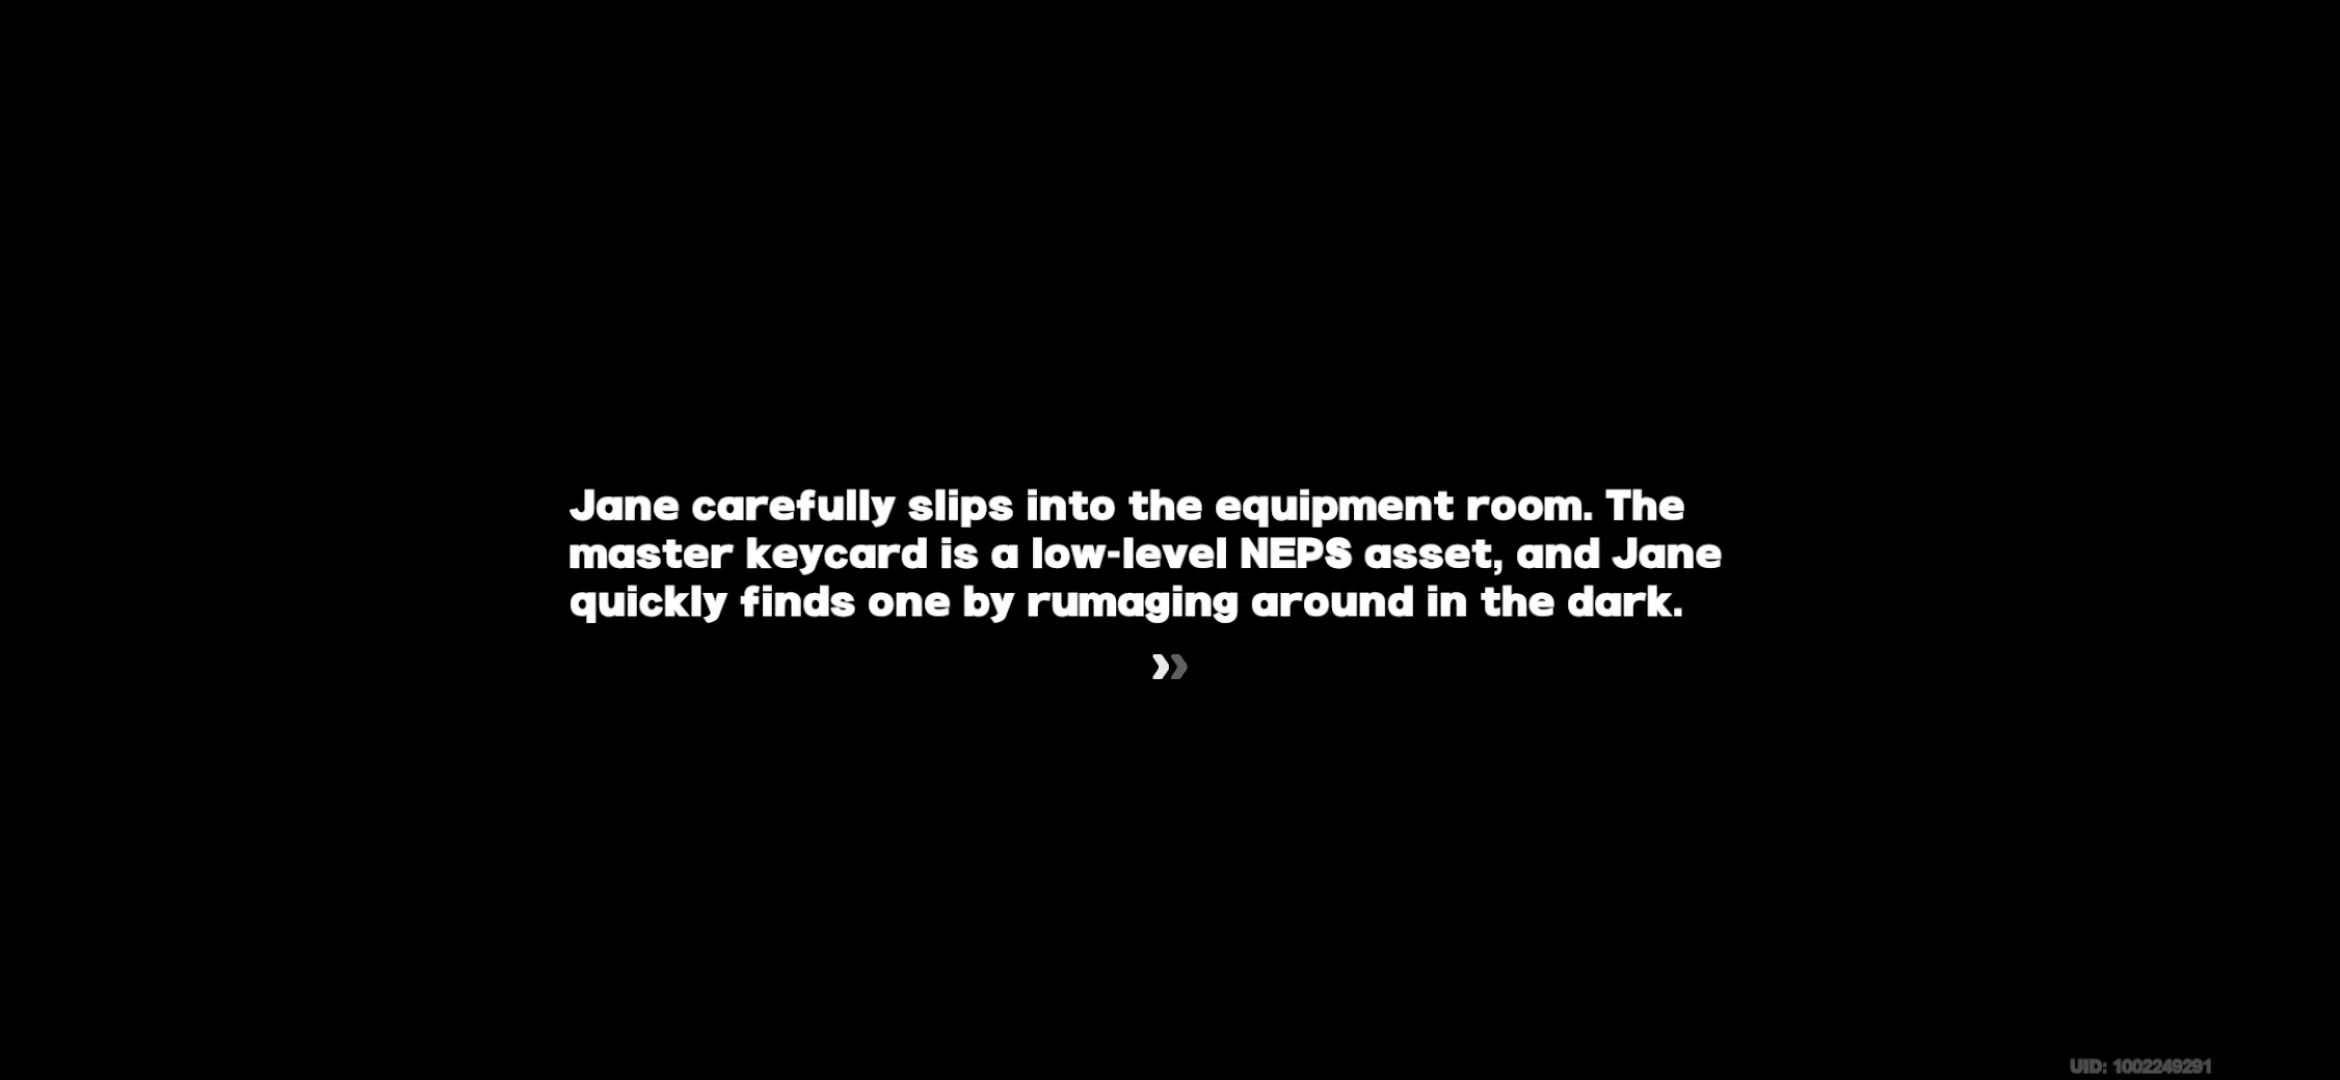 Jane carefully slips into the equipment room. The
master keycard is a low-level NEPS asset, and Jane
quickly finds one by rumaging around in the dark.
UID: 1002249291